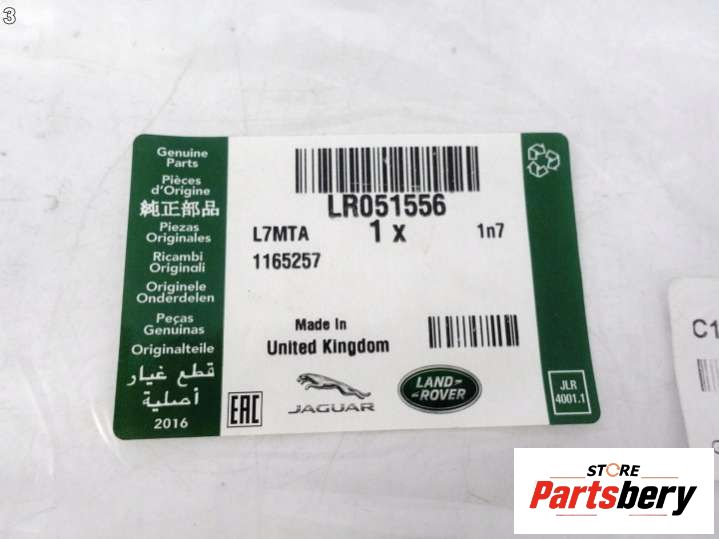 3
Genuine
Parts
Pièces
d'Origine
純正部品
Piezas
Originales
Ricambi
Originali
Originele
Onderdelen
Peças
Genuinas
Originalteile
قطع غيار
أصلية
2016
LR051556
L7MTA
1 x
1n7
1165257
Made In
United Kingdom
EAC
JAGUAR
LAND
ROVER
JLR
4001.1
C1
STORE
Partsbery